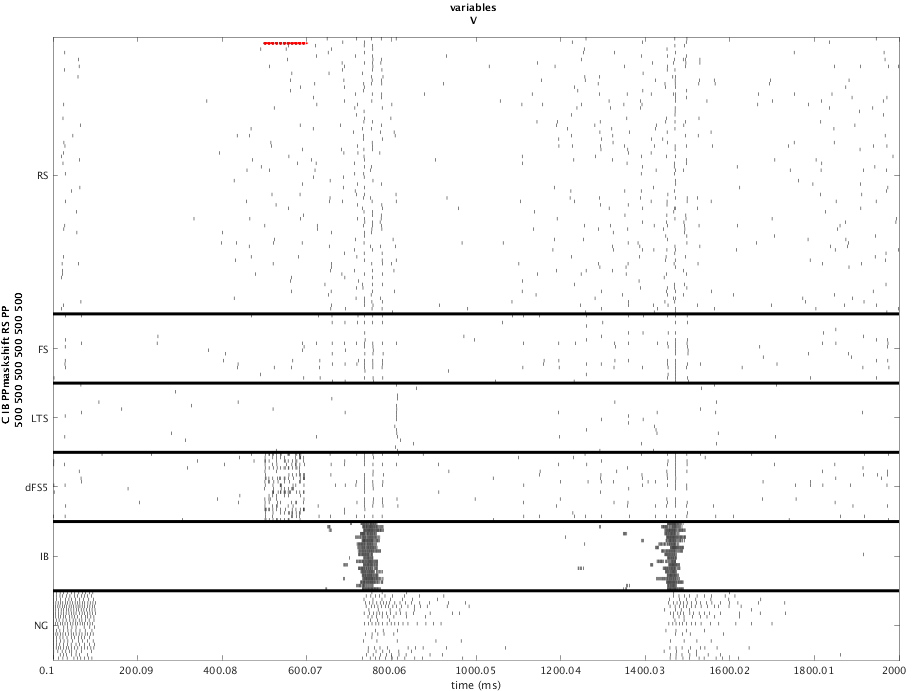 variables
V
C IB PPmaskshift RS PP
500 500 500 500 500 500
RS
FS
LTS
dFS5
IB
NG
0.1 200.09 400.08 600.07 800.06 1000.05 1200.04 1400.03 1600.02 1800.01 2000
time (ms)